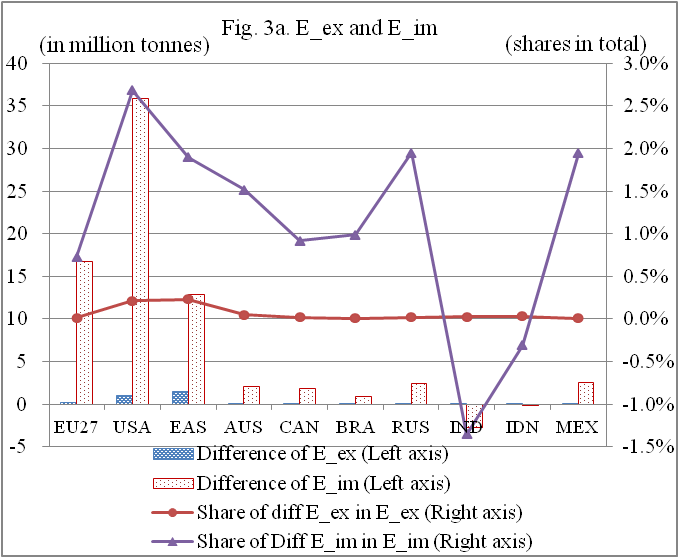 Fig. 3a. E_ex and E_im
(in million tonnes) (shares in total)
40 3.0%
35 2.5%
30 2.0%
25 1.5%
20 1.0%
15 0.5%
10 0.0%
5 -0.5%
0 -1.0%
-5 -1.5%
EU27 USA EAS AUS CAN BRA RUS IND IDN MEX
Difference of E_ex (Left axis)
Difference of E_im (Left axis)
Share of diff E_ex in E_ex (Right axis)
Share of Diff E_im in E_im (Right axis)